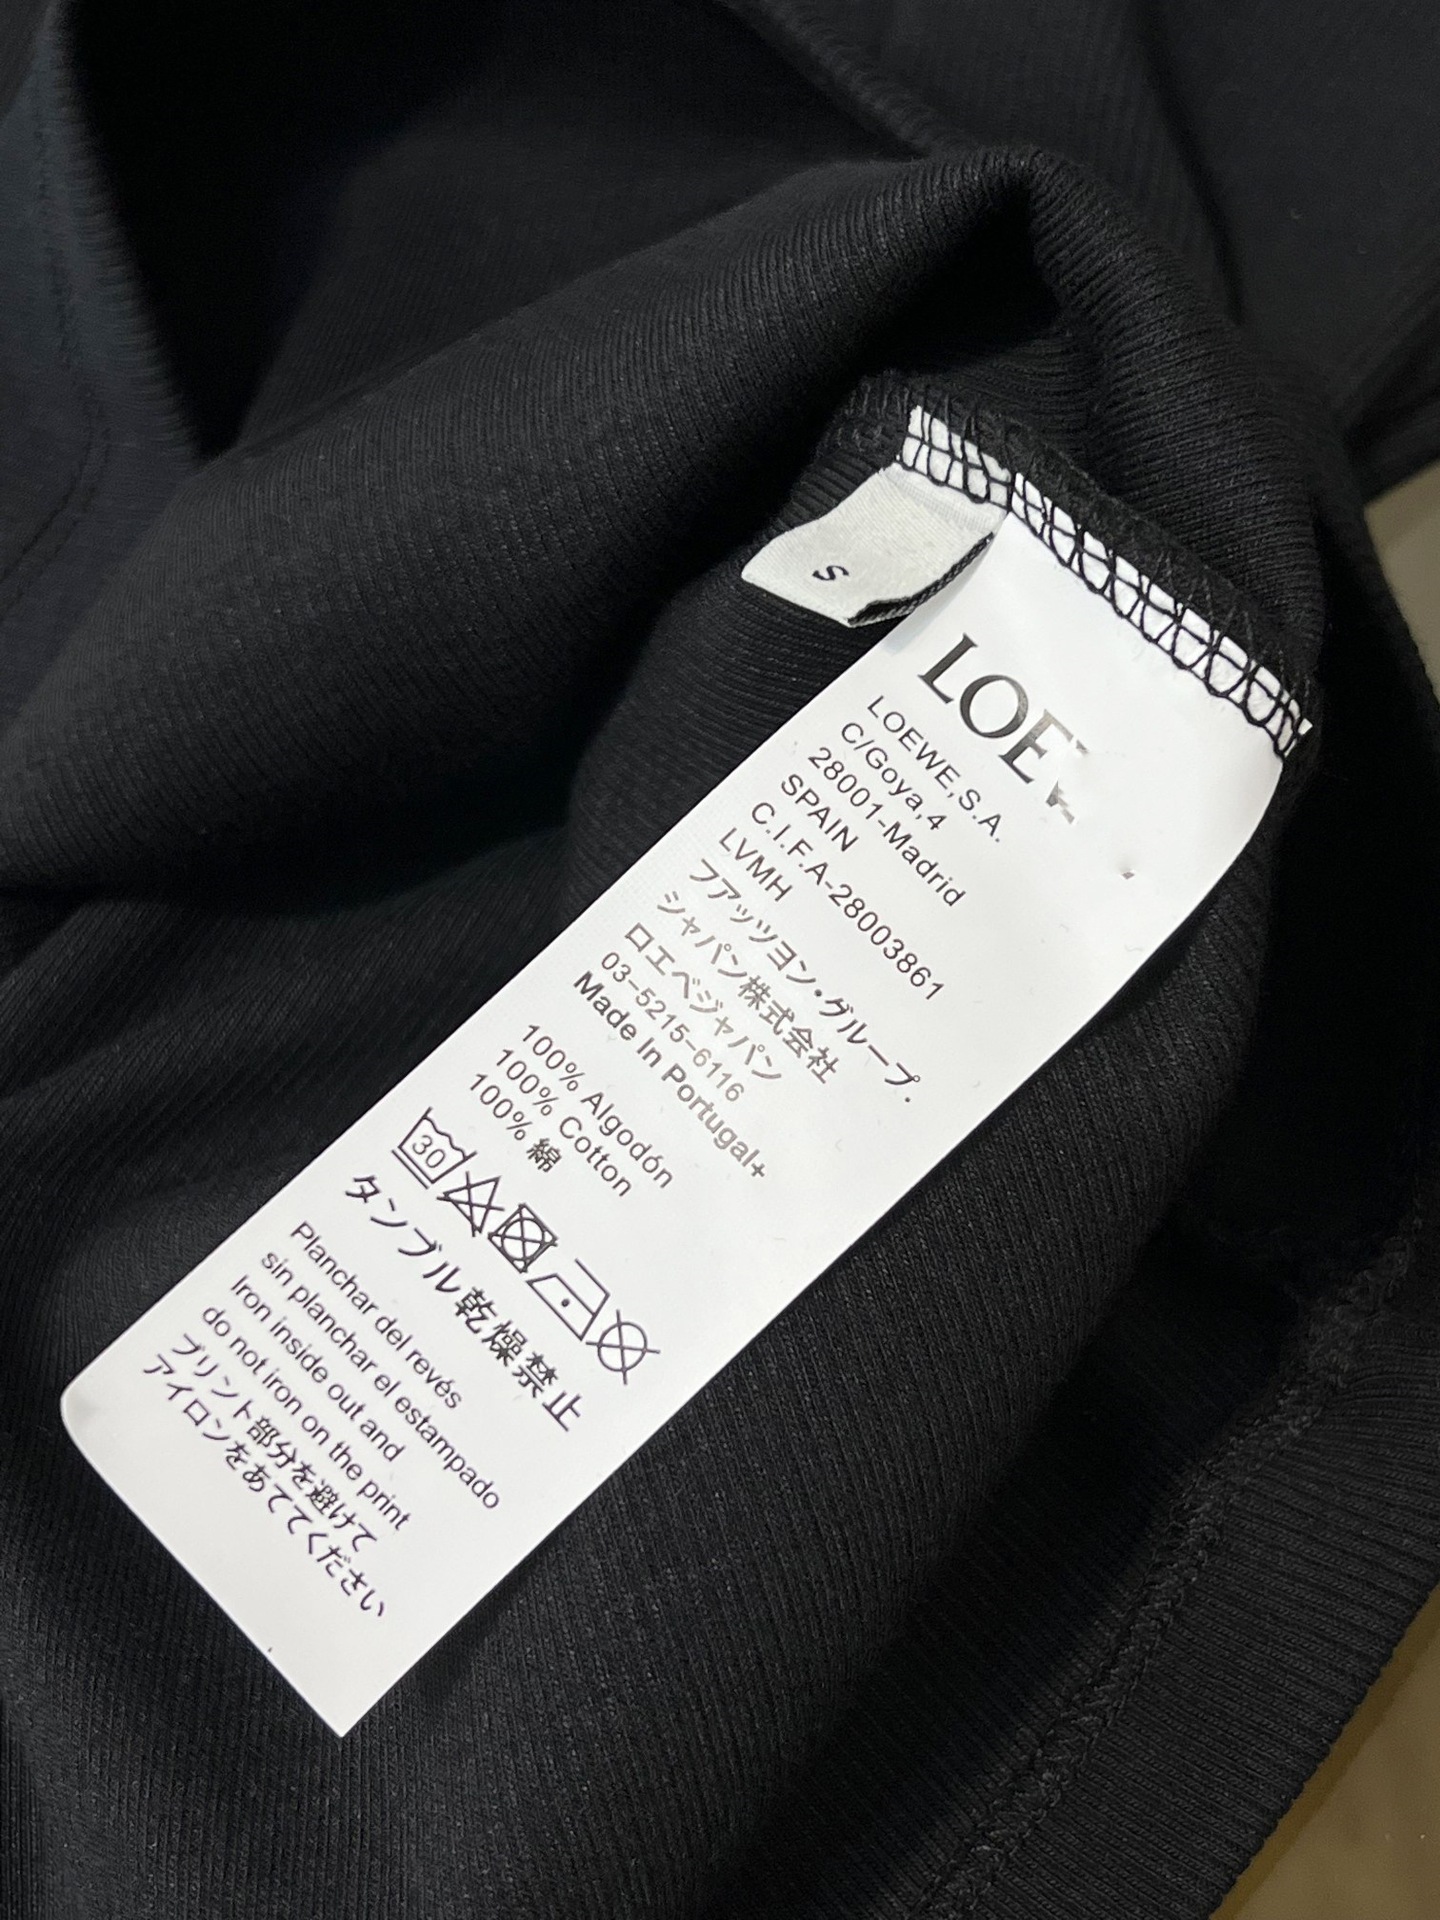 S
LOE
LOEWE,S.A.
C/Goya,4
28001-Madrid
SPAIN
C.I.F.A-28003861
LVMH
フアッツヨン・グループ.
シャパン株式会社
ロエベジャパン
03-5215-6116
Made In Portugal+
100% Algodón
100% Cotton
100% 綿
30
タンブル乾燥禁止
Planchar del revés
sin planchar el estampado
Iron inside out and
do not iron on the print
プリント部分を避けて
アイロンをあててください